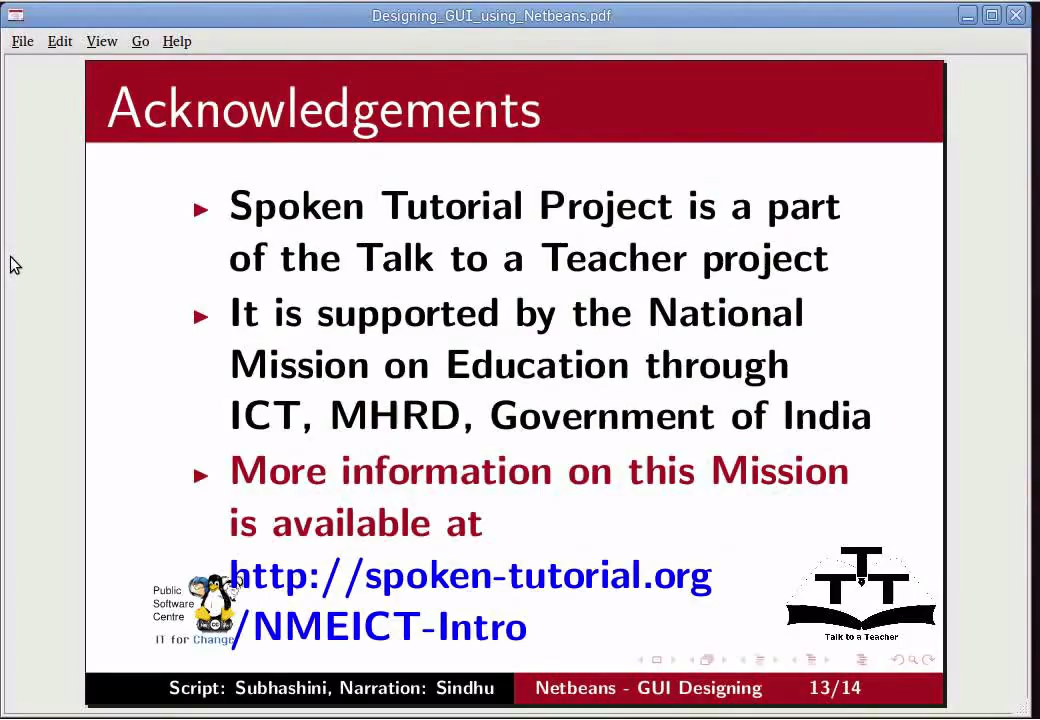 Designing_GUI_using_Netbeans.pdf
File Edit View Go Help
Acknowledgements
Spoken Tutorial Project is a part
of the Talk to a Teacher project
It is supported by the National
Mission on Education through
ICT, MHRD, Government of India
More information on this Mission
is available at
http://spoken-tutorial.org
/NMEICT-Intro
Public
Software
Centre
IT for Change
T T T
Talk to a Teacher
Script: Subhashini, Narration: Sindhu Netbeans - GUI Designing 13/14